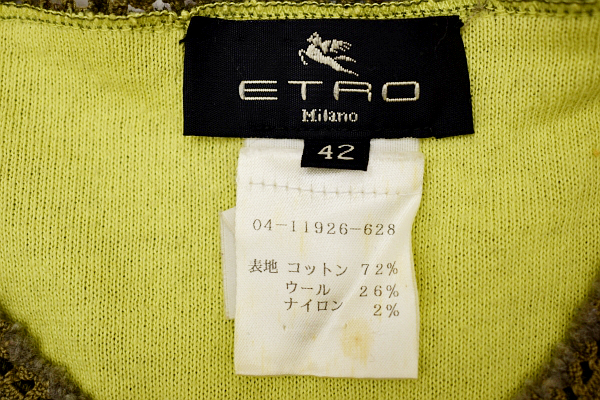 ETRO
Milano
42
04-11926-628
表地 コットン 72%
ウール 26%
ナイロン 2%